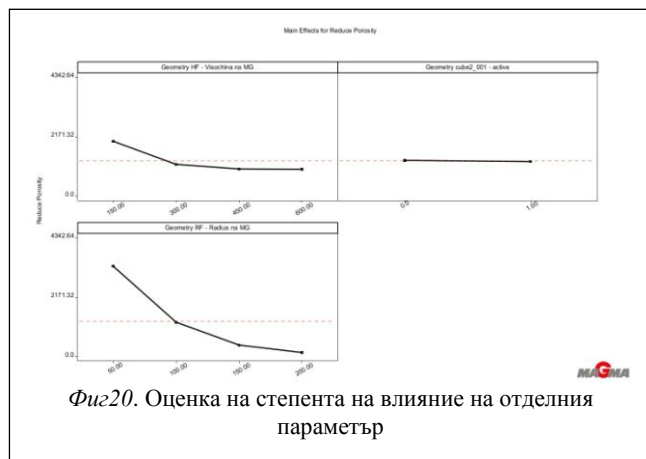 Main Effects for Reduce Porosity
Geometry HF - Visochina na MG
Geometry cube2_001 - active
4342.64
2171.32
0.0
150.00
300.00
450.00
600.00
0.0
1.00
Reduce Porosity
Geometry RF - Radius na MG
4342.64
2171.32
0.0
50.00
100.00
150.00
200.00
MAGMA
Фиг20. Оценка на степента на влияние на отделния
параметър